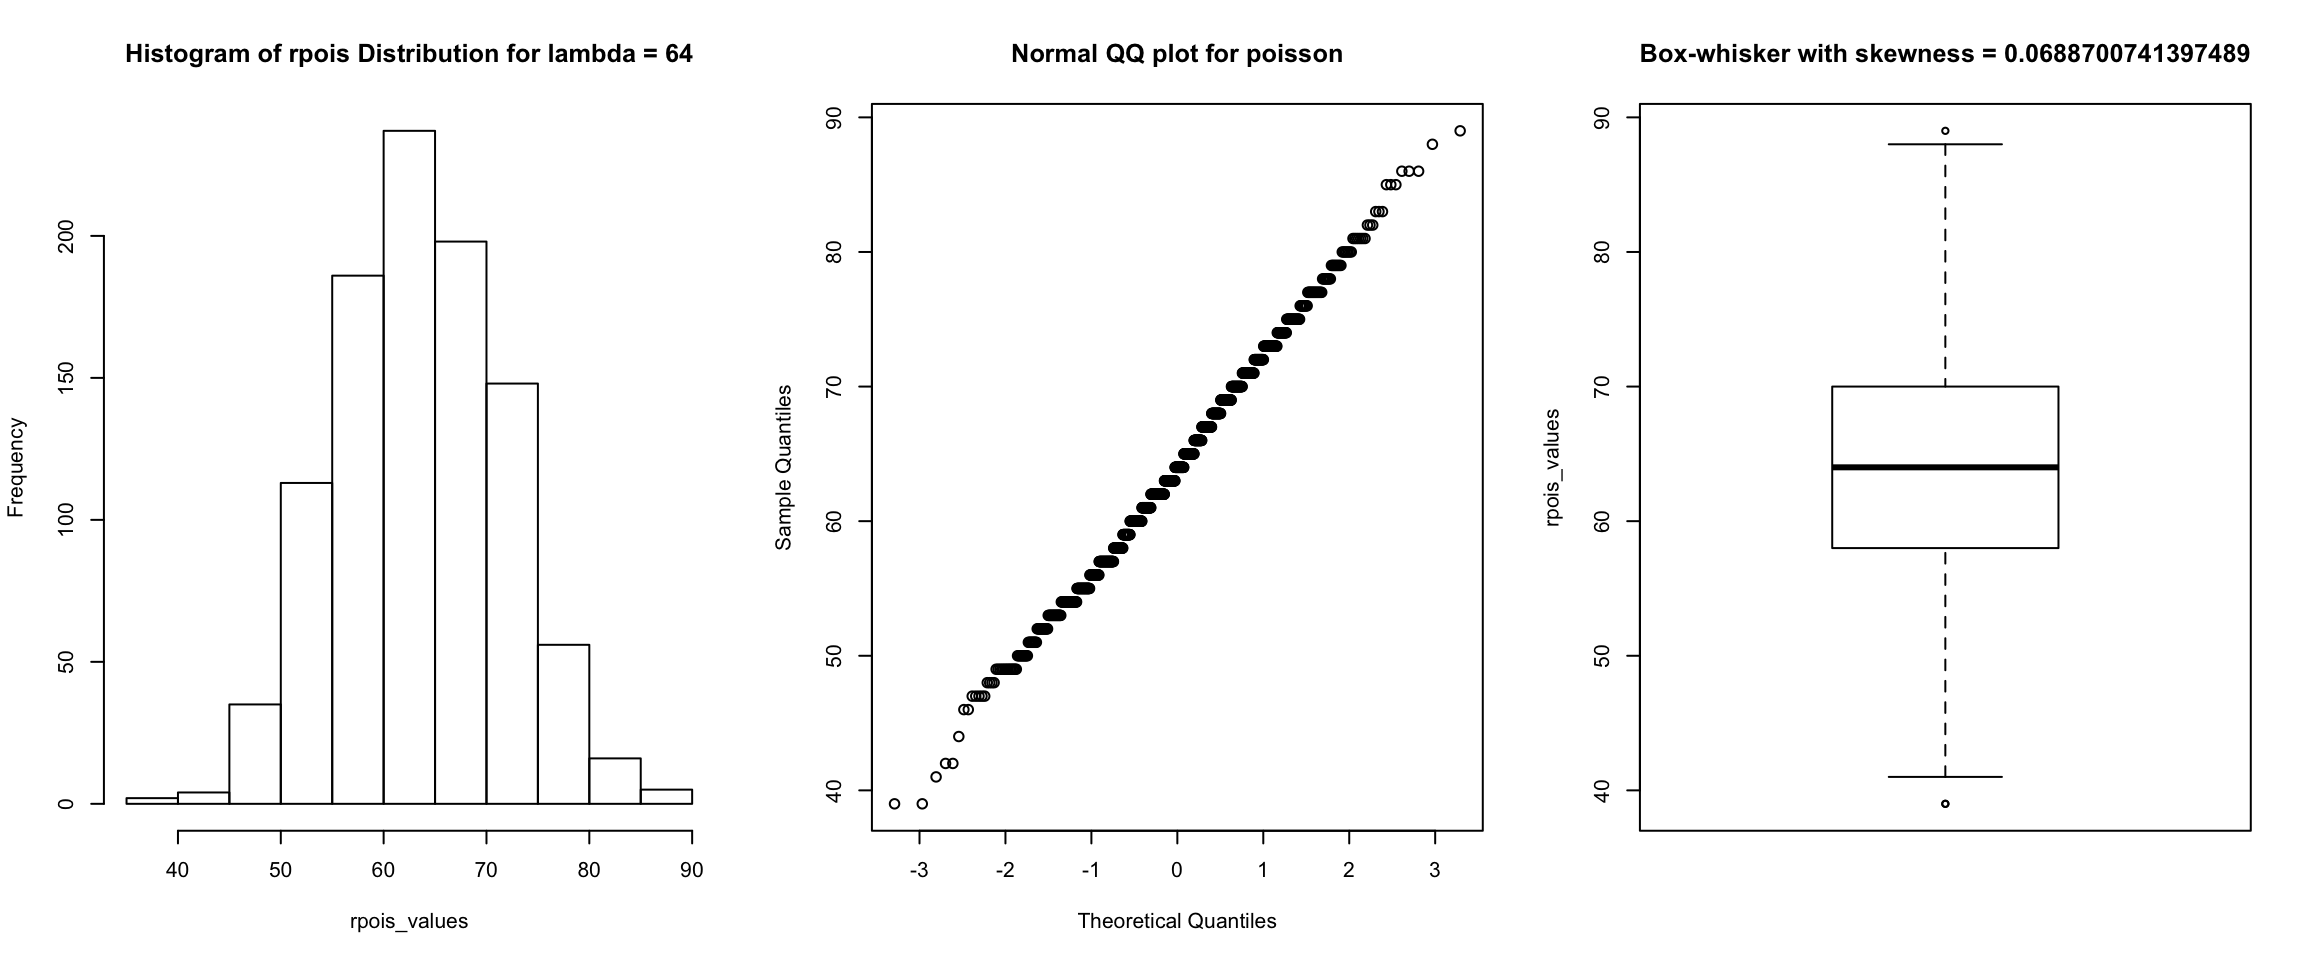 Histogram of rpois Distribution for lambda = 64
Frequency
200
150
100
50
0
40 50 60 70 80 90
rpois_values
Normal QQ plot for poisson
Sample Quantiles
90
80
70
60
50
40
-3 -2 -1 0 1 2 3
Theoretical Quantiles
Box-whisker with skewness = 0.0688700741397489
rpois_values
90
80
70
60
50
40